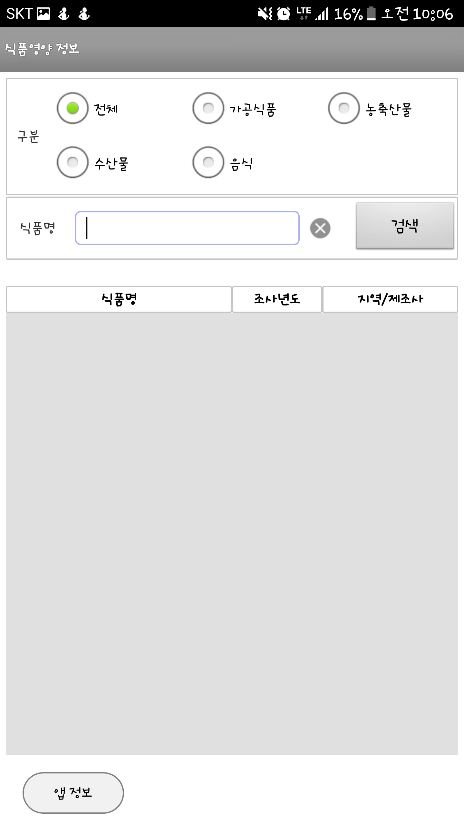 SKT LTE 16% 오전 10:06
식품영양 정보
구분 전체 가공식품 농축산물
수산물 음식
식품명 검색
식품명 조사년도 지역/제조사
앱 정보